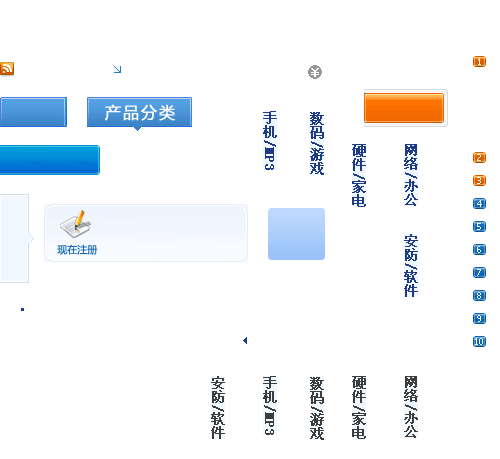 1
¥
产品分类
手机/MP3
数码/游戏
硬件/家电
网络/办公
2
3
4
5
6
7
8
9
10
现在注册
安防/软件
安防/软件
手机/MP3
数码/游戏
硬件/家电
网络/办公